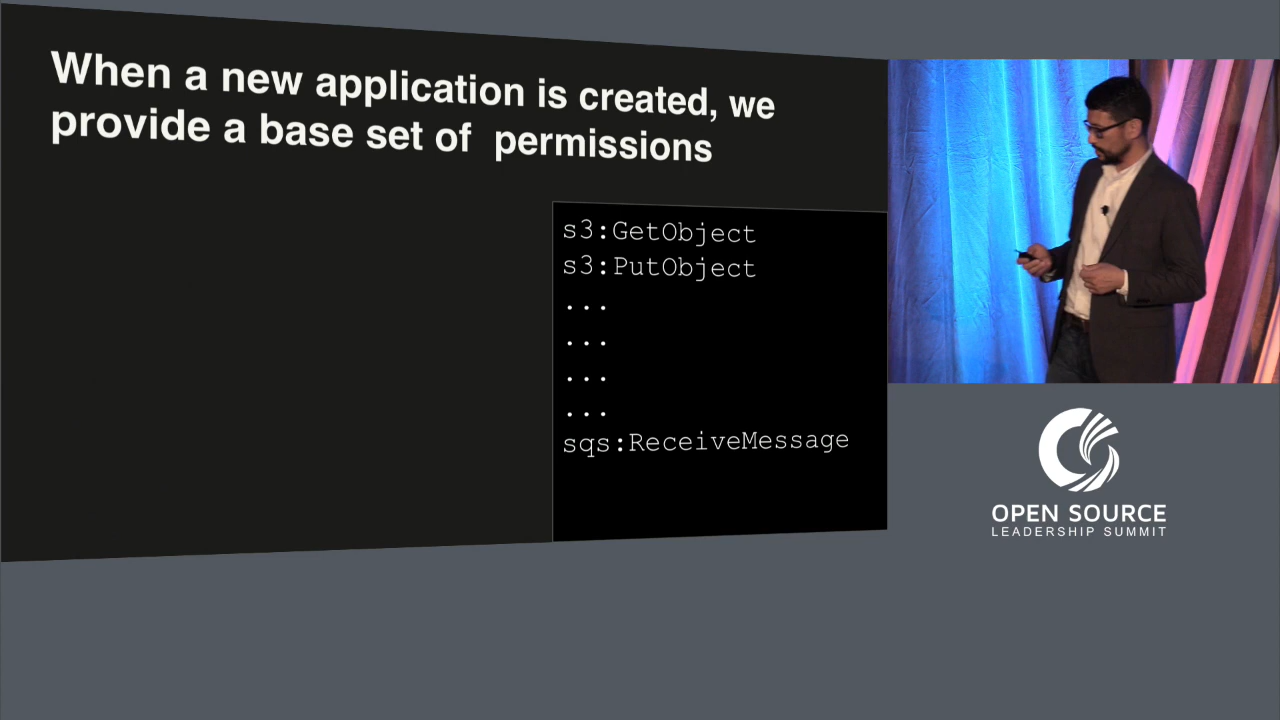 When a new application is created, we
provide a base set of permissions
s3:GetObject
s3:PutObject
...
...
...
...
sqs:ReceiveMessage
OPEN SOURCE
LEADERSHIP SUMMIT